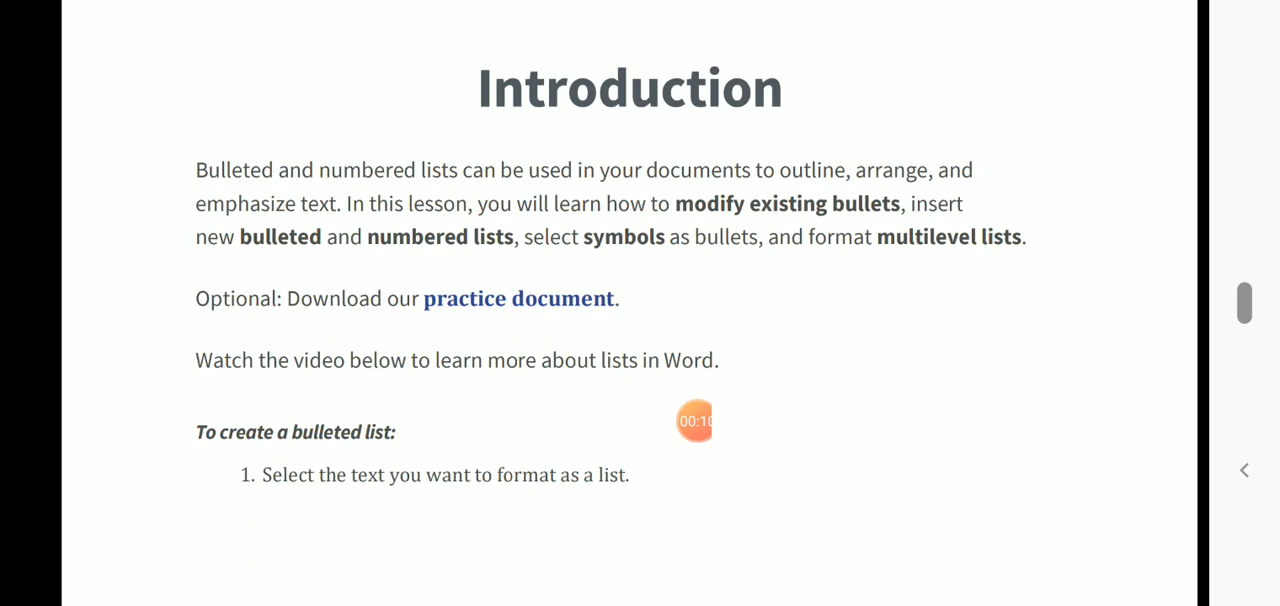 Introduction
Bulleted and numbered lists can be used in your documents to outline, arrange, and
emphasize text. In this lesson, you will learn how to modify existing bullets, insert
new bulleted and numbered lists, select symbols as bullets, and format multilevel lists.
Optional: Download our practice document.
Watch the video below to learn more about lists in Word.
00:10
To create a bulleted list:
1. Select the text you want to format as a list.